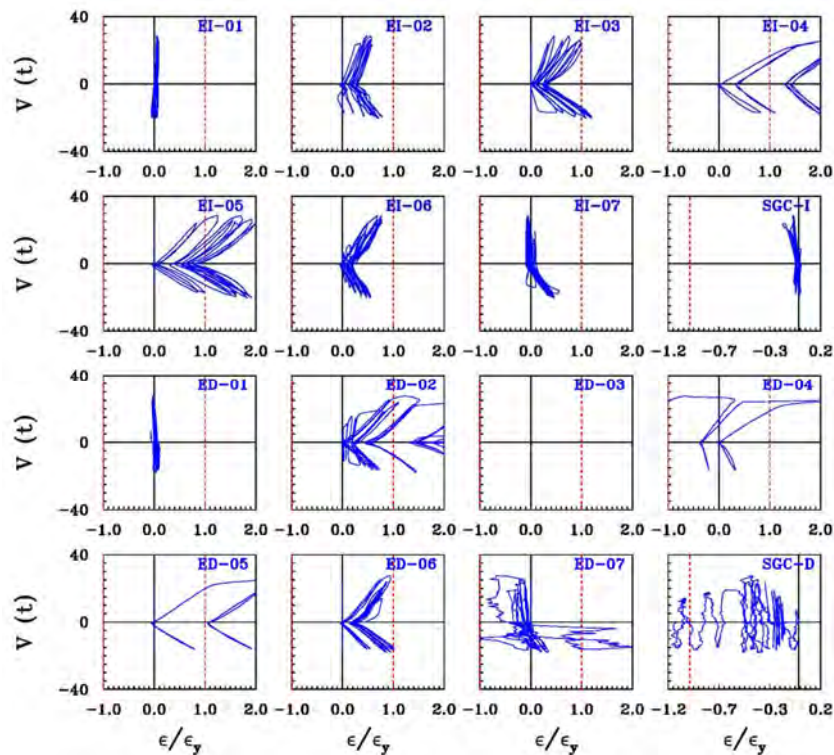 40 EI-01 EI-02 EI-03 EI-04
V (t) 0
-40
-1.0 0.0 1.0 2.0 -1.0 0.0 1.0 2.0 -1.0 0.0 1.0 2.0 -1.0 0.0 1.0 2.0
40 EI-05 EI-06 EI-07 SGC-I
V (t) 0
-40
-1.0 0.0 1.0 2.0 -1.0 0.0 1.0 2.0 -1.0 0.0 1.0 2.0 -1.2 -0.7 -0.3 0.2
40 ED-01 ED-02 ED-03 ED-04
V (t) 0
-40
-1.0 0.0 1.0 2.0 -1.0 0.0 1.0 2.0 -1.0 0.0 1.0 2.0 -1.0 0.0 1.0 2.0
40 ED-05 ED-06 ED-07 SGC-D
V (t) 0
-40
-1.0 0.0 1.0 2.0 -1.0 0.0 1.0 2.0 -1.0 0.0 1.0 2.0 -1.2 -0.7 -0.3 0.2
ϵ/ϵy ϵ/ϵy ϵ/ϵy ϵ/ϵy